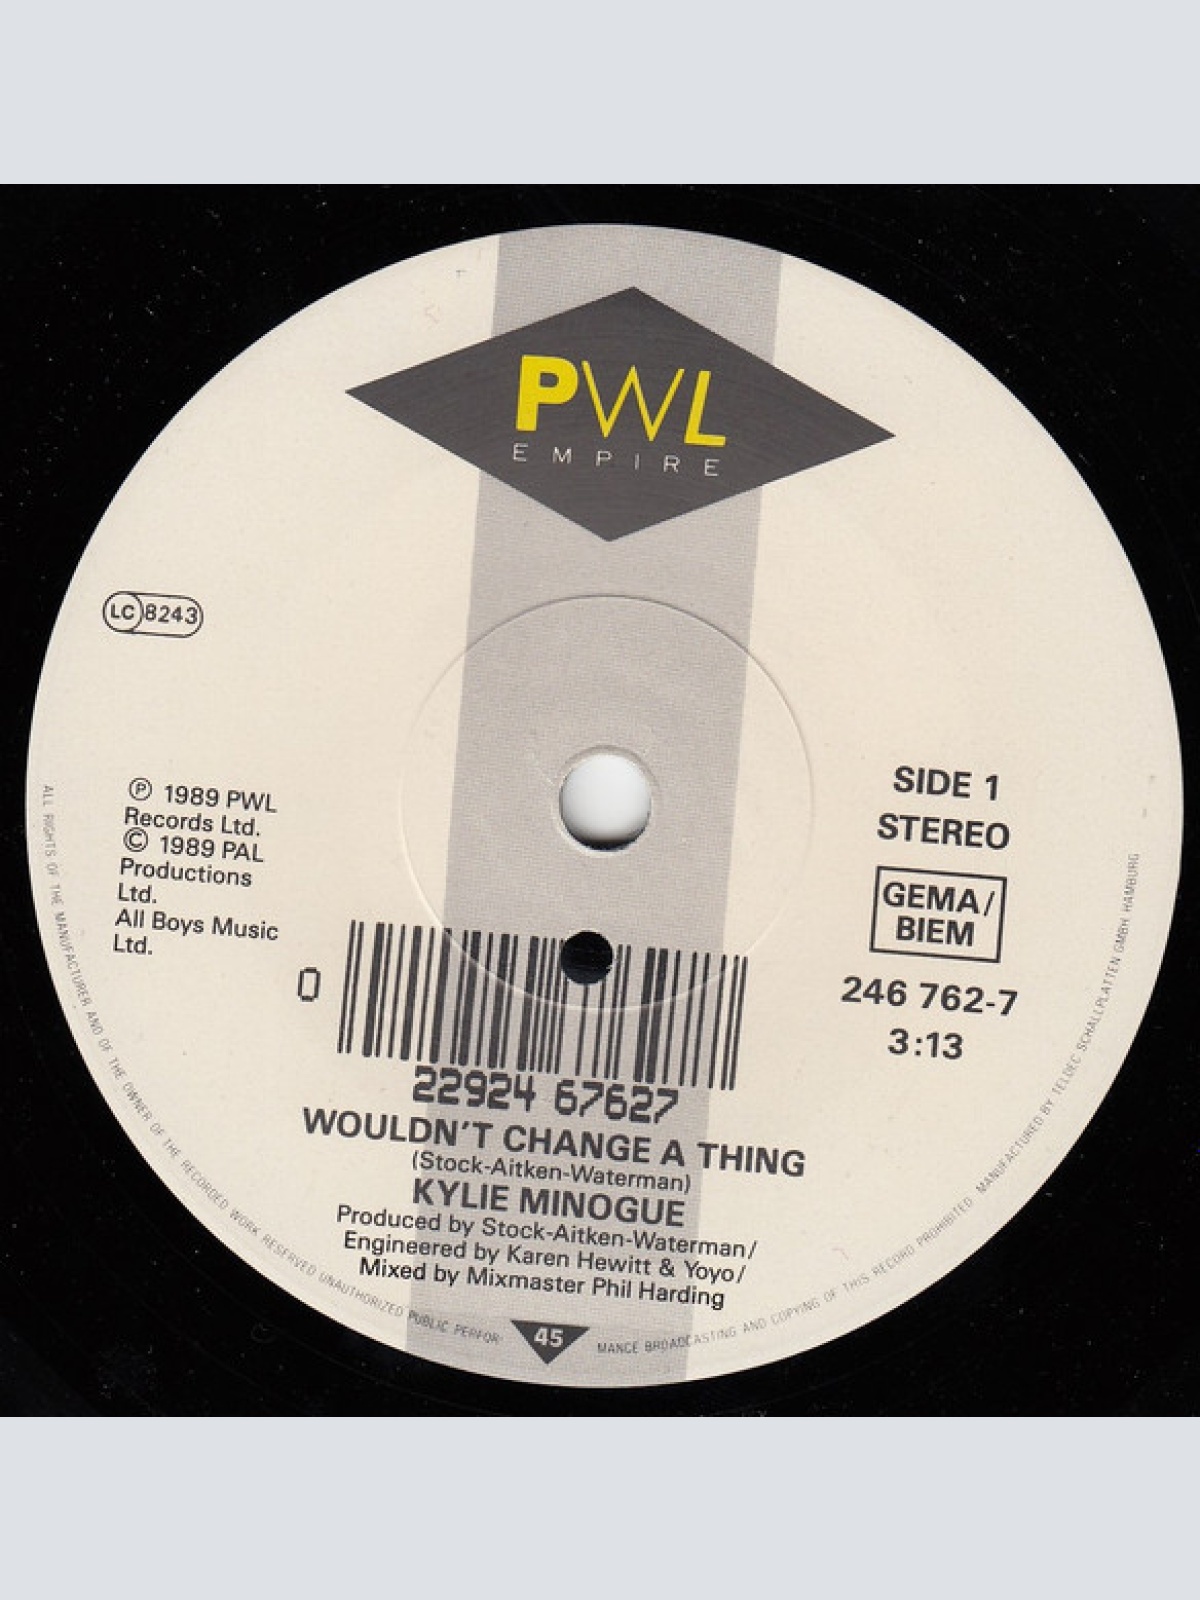 PWL
EMPIRE
LC 8243
℗ 1989 PWL
Records Ltd.
© 1989 PAL
Productions
Ltd.
All Boys Music
Ltd.
SIDE 1
STEREO
GEMA/
BIEM
246 762-7
3:13
0
22924 67627
WOULDN'T CHANGE A THING
(Stock-Aitken-Waterman)
KYLIE MINOGUE
Produced by Stock-Aitken-Waterman/
Engineered by Karen Hewitt & Yoyo/
Mixed by Mixmaster Phil Harding
45
ALL RIGHTS OF THE MANUFACTURER AND OF THE OWNER OF THE RECORDED WORK RESERVED UNAUTHORIZED PUBLIC PERFOR-
MANCE BROADCASTING AND COPYING OF THIS RECORD PROHIBITED MANUFACTURED BY TELDEC SCHALLPLATTEN GMBH HAMBURG